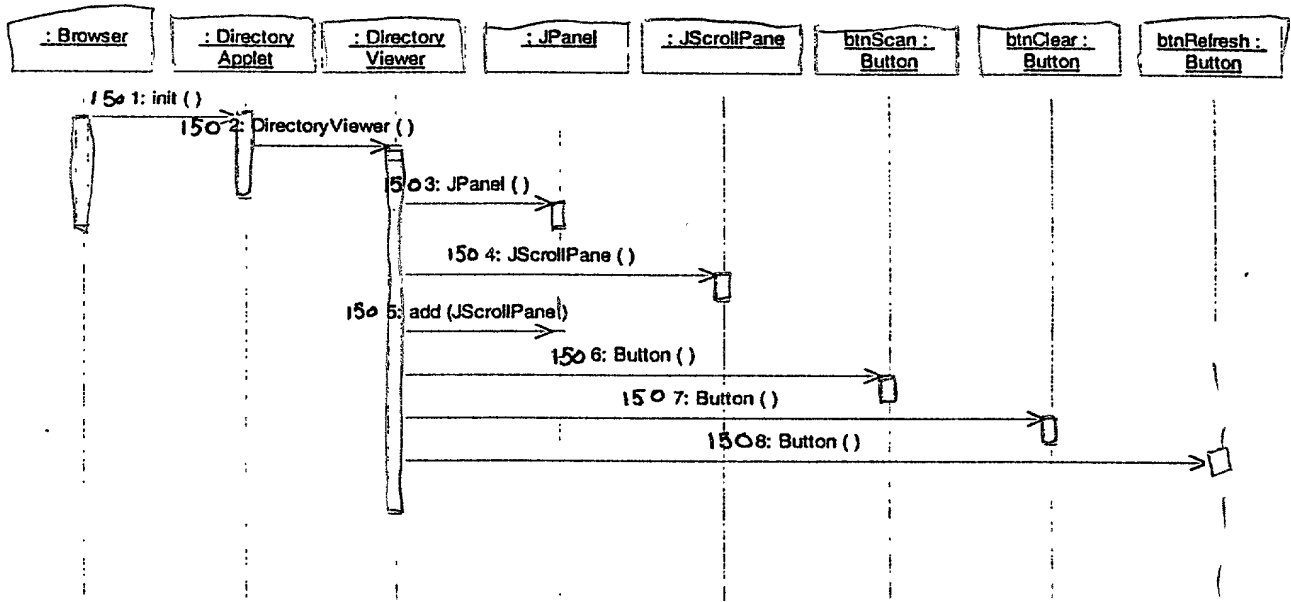 : Browser
: Directory
Applet
: Directory
Viewer
: JPanel
: JScrollPane
btnScan :
Button
btnClear :
Button
btnRefresh :
Button
150 1: init ( )
150 2: DirectoryViewer ( )
150 3: JPanel ( )
150 4: JScrollPane ( )
150 5: add (JScrollPanel)
150 6: Button ( )
150 7: Button ( )
150 8: Button ( )